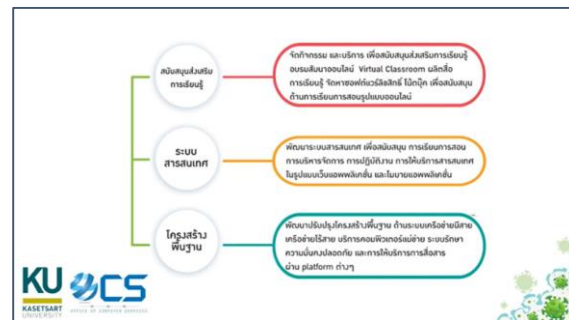 สนับสนุนส่งเสริม
การเรียนรู้
จัดกิจกรรม และบริการ เพื่อสนับสนุนส่งเสริมการเรียนรู้
อบรมสัมนาออนไลน์ Virtual Classroom ผลิตสื่อ
การเรียนรู้ จัดหาซอฟต์แวร์ลิขสิทธิ์ โน้ตบุ๊ค เพื่อสนับสนุน
ด้านการเรียนการสอนรูปแบบออนไลน์
ระบบ
สารสนเทศ
พัฒนาระบบสารสนเทศ เพื่อสนับสนุน การเรียนการสอน
การบริหารจัดการ การปฏิบัติงาน การให้บริการสารสนเทศ
ในรูปแบบเว็บแอพพลิเคชั่น และโมบายแอพพลิเคชั่น
โครงสร้าง
พื้นฐาน
พัฒนาปรับปรุงโครงสร้างพื้นฐาน ด้านระบบเครือข่ายมีสาย
เครือข่ายไร้สาย บริการคอมพิวเตอร์แม่ข่าย ระบบรักษา
ความมั่นคงปลอดภัย และการให้บริการการสื่อสาร
ผ่าน platform ต่างๆ
KU
KASETSART
UNIVERSITY
OCS
OFFICE OF COMPUTER SERVICES